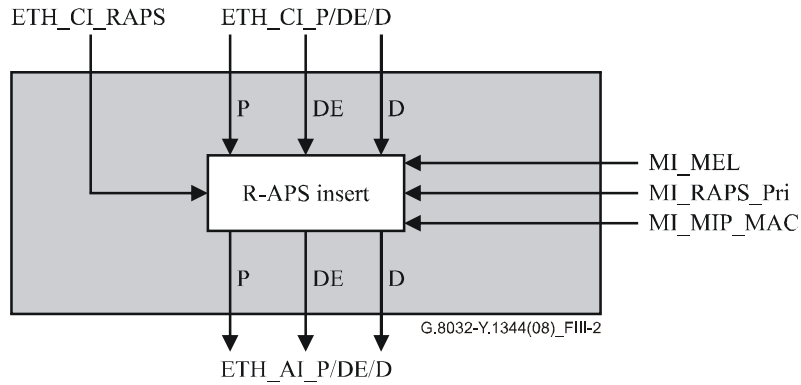 ETH_CI_RAPS ETH_CI_P/DE/D
P DE D
MI_MEL
R-APS insert
MI_RAPS_Pri
MI_MIP_MAC
P DE D
G.8032-Y.1344(08)_FIII-2
ETH_AI_P/DE/D